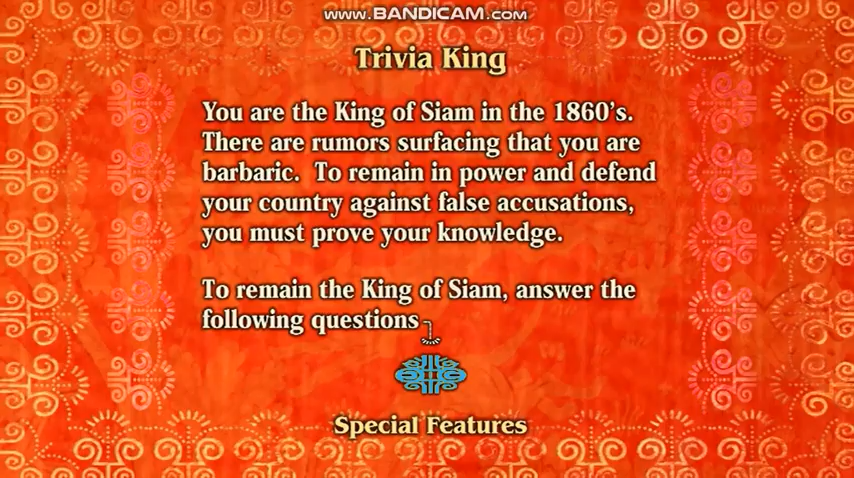 www.BANDICAM.com
Trivia King
You are the King of Siam in the 1860's.
There are rumors surfacing that you are
barbaric.  To remain in power and defend
your country against false accusations,
you must prove your knowledge.
To remain the King of Siam, answer the
following questions
Special Features